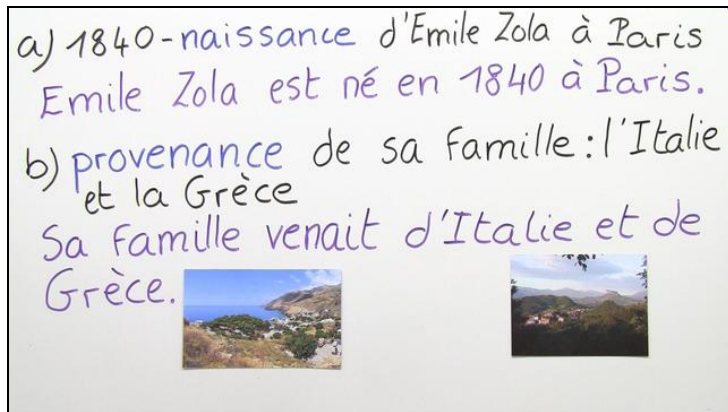 a) 1840-naissance d'Emile Zola à Paris
Emile Zola est né en 1840 à Paris.
b) provenance de sa famille: l'Italie
et la Grèce
Sa famille venait d'Italie et de
Grèce.